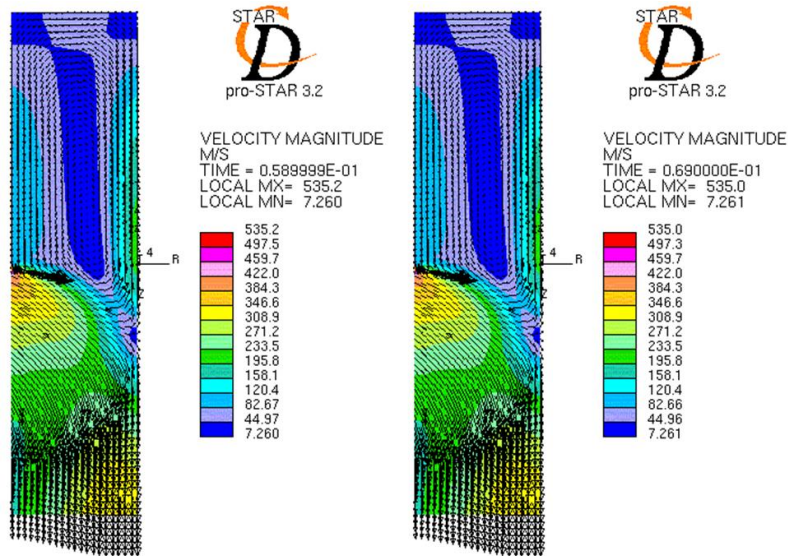 STAR
CD
pro-STAR 3.2
VELOCITY MAGNITUDE
M/S
TIME = 0.589999E-01
LOCAL MX= 535.2
LOCAL MN= 7.260
535.2
497.5
459.7
422.0
384.3
346.6
308.9
271.2
233.5
195.8
158.1
120.4
82.67
44.97
7.260
4
R
Z
STAR
CD
pro-STAR 3.2
VELOCITY MAGNITUDE
M/S
TIME = 0.690000E-01
LOCAL MX= 535.0
LOCAL MN= 7.261
535.0
497.3
459.7
422.0
384.3
346.6
308.9
271.2
233.5
195.8
158.1
120.4
82.66
44.96
7.261
4
R
Z